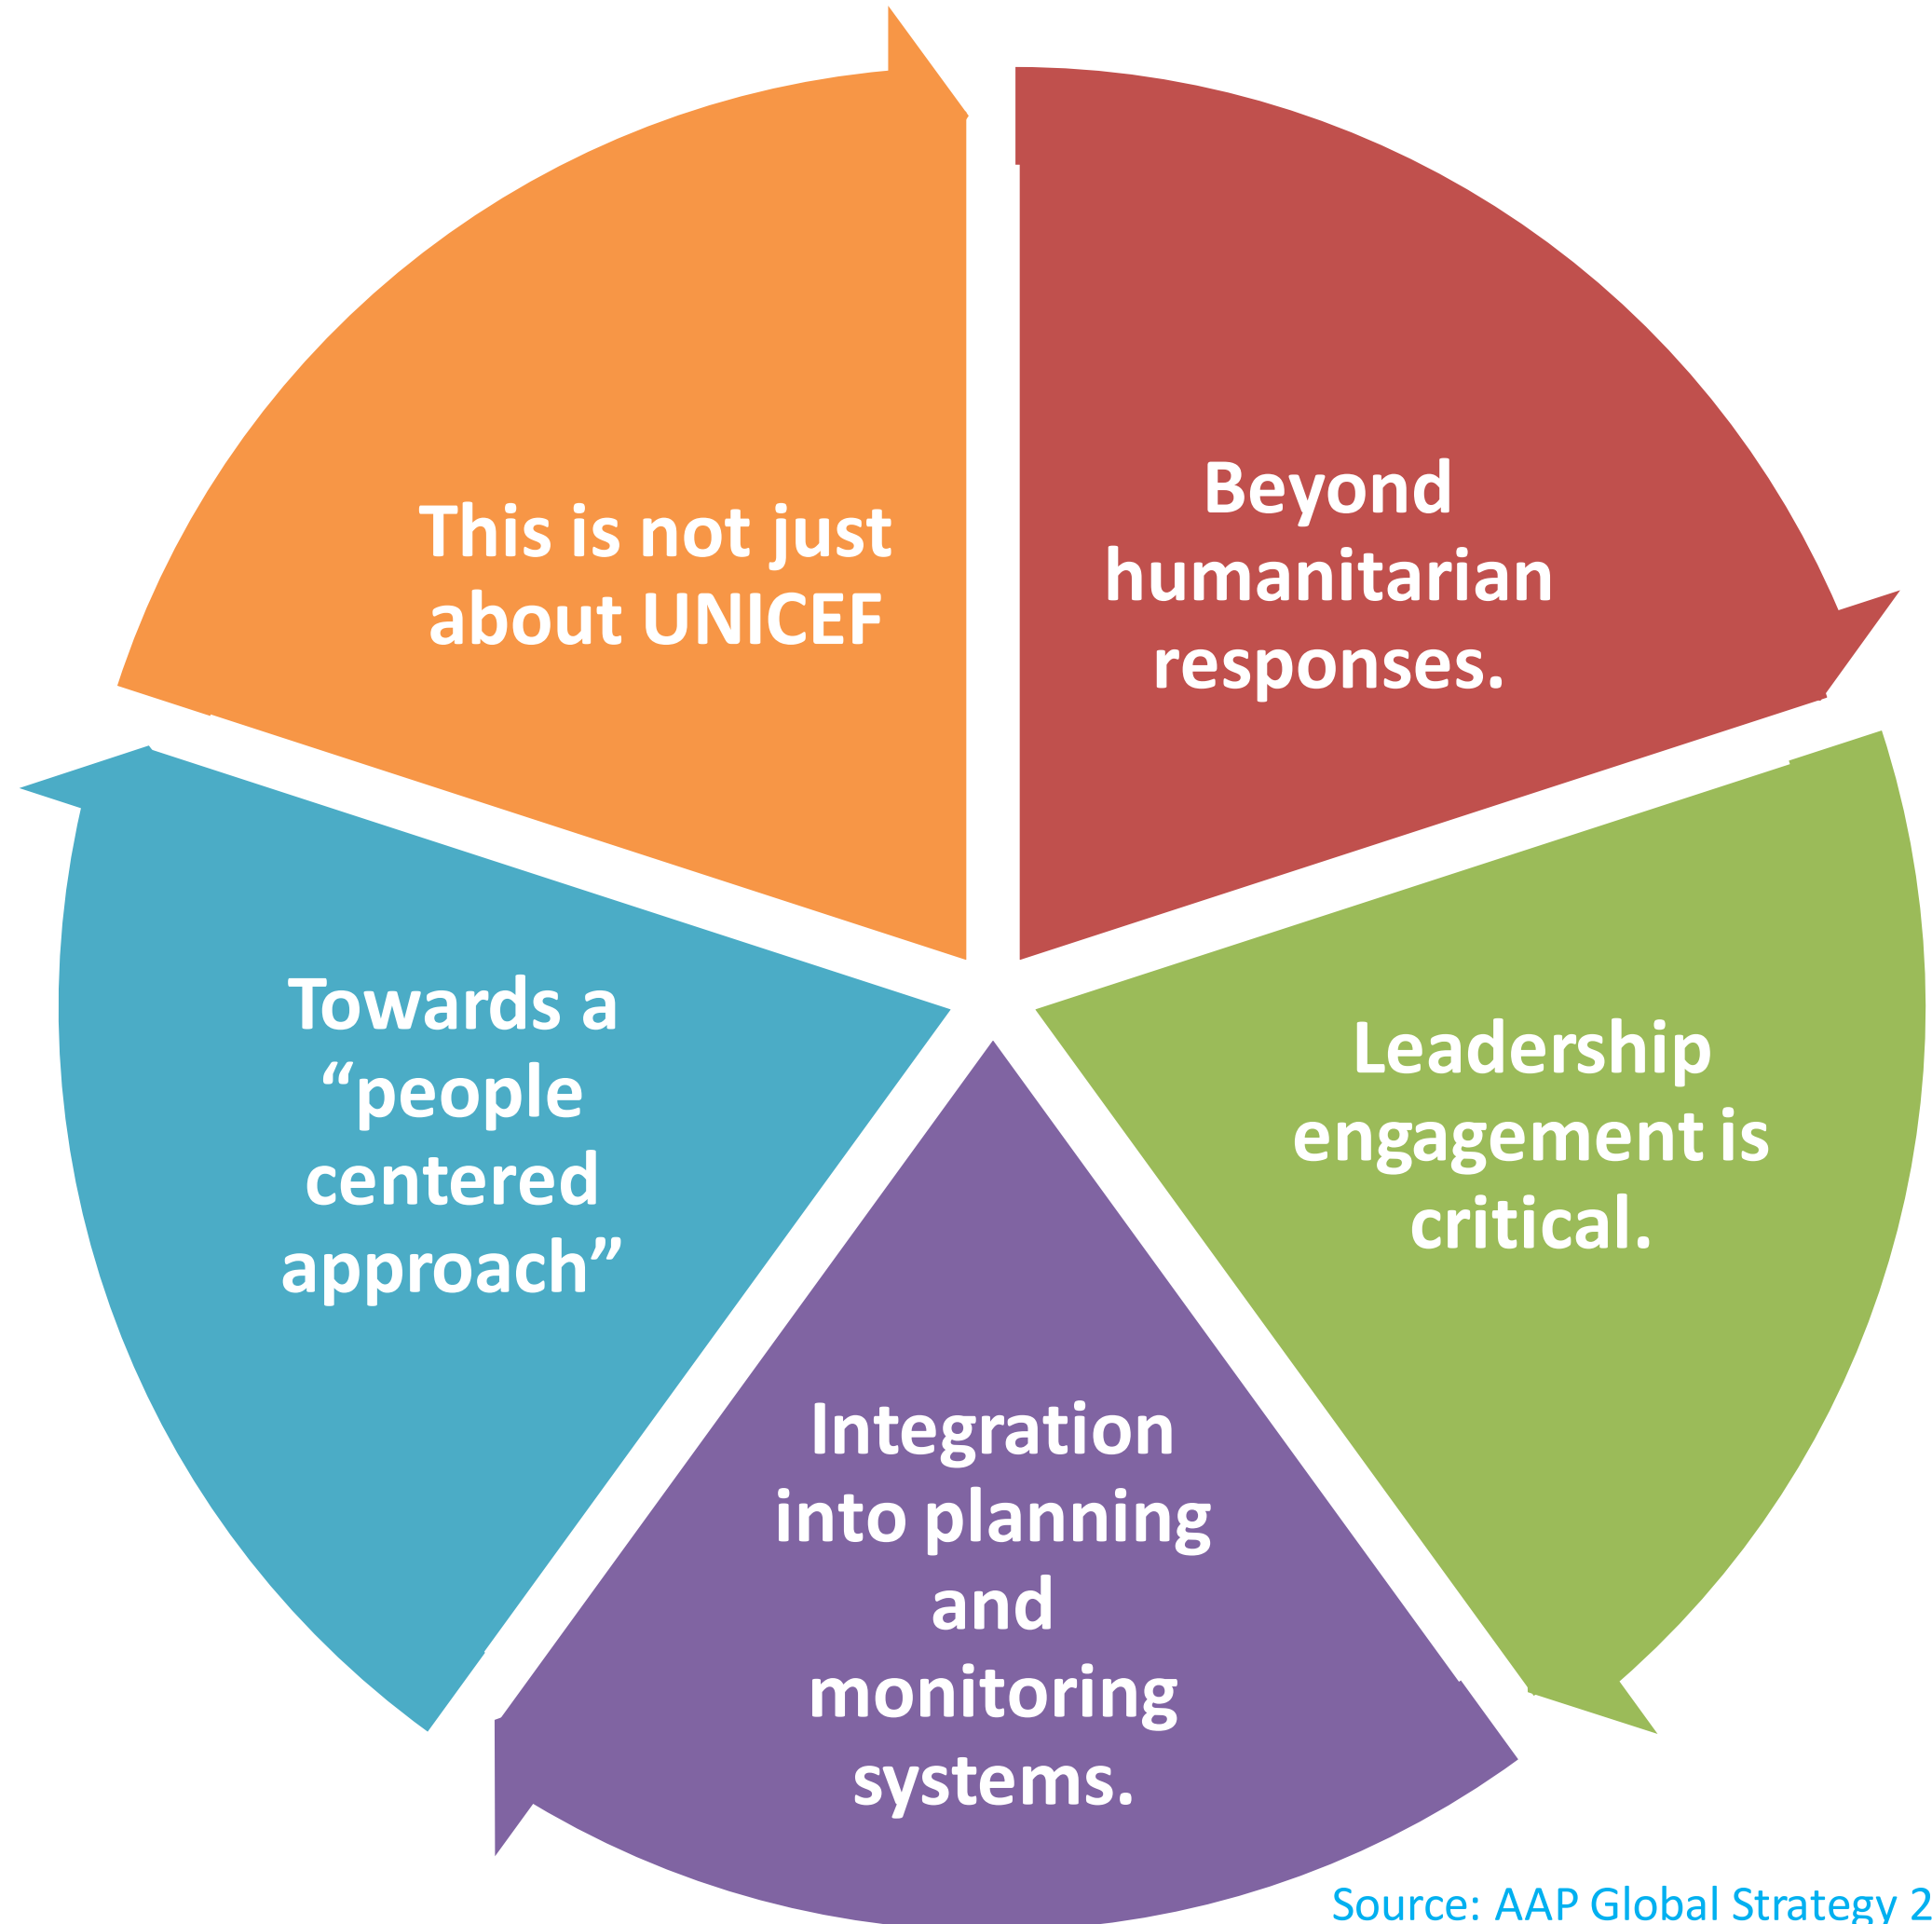 This is not just
about UNICEF
Beyond
humanitarian
responses.
Leadership
engagement is
critical.
Integration
into planning
and
monitoring
systems.
Towards a
“people
centered
approach”
Source: AAP Global Strategy 2